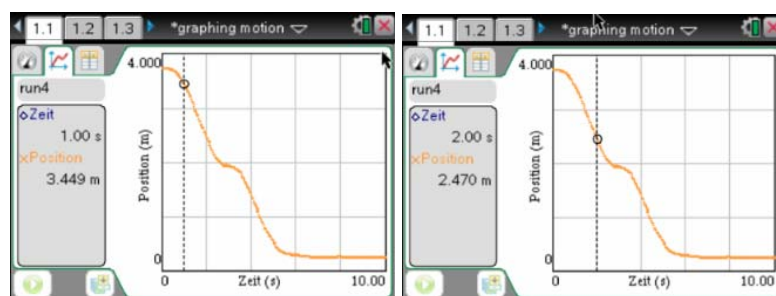 1.1 1.2 1.3 *graphing motion
run4
Zeit
1.00 s
Position
3.449 m
4.000
Position (m)
0
0 Zeit (s) 10.00
1.1 1.2 1.3 *graphing motion
run4
Zeit
2.00 s
Position
2.470 m
4.000
Position (m)
0
0 Zeit (s) 10.00